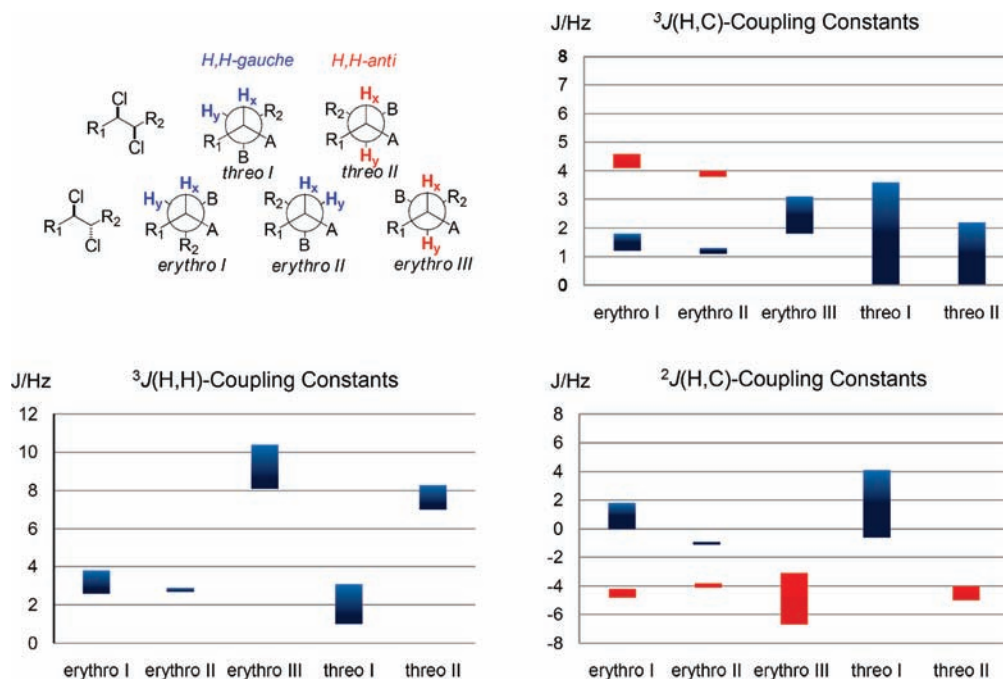 H,H-gauche H,H-anti
Cl R₁ R₂ Cl
Hx Hy R₂ R₁ A B
threo I
Hx R₂ B R₁ A Hy
threo II
Cl R₁ R₂ Cl
Hx Hy B R₁ A R₂
erythro I
Hx R₂ Hy R₁ A B
erythro II
Hx B R₂ R₁ A Hy
erythro III
J/Hz ³J(H,C)-Coupling Constants
8
7
6
5
4
3
2
1
0
erythro I erythro II erythro III threo I threo II
J/Hz ³J(H,H)-Coupling Constants
12
10
8
6
4
2
0
erythro I erythro II erythro III threo I threo II
J/Hz ²J(H,C)-Coupling Constants
8
6
4
2
0
-2
-4
-6
-8
erythro I erythro II erythro III threo I threo II